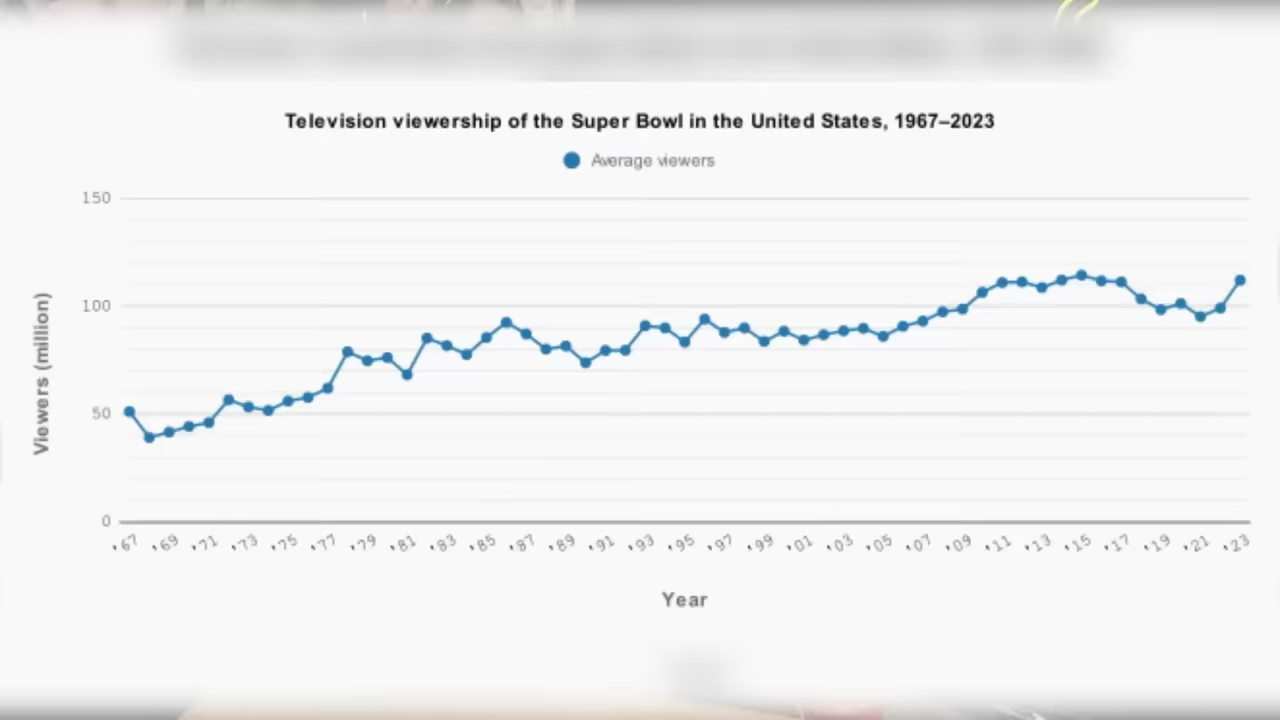 Television viewership of the Super Bowl in the United States, 1967–2023
Average viewers
150
100
50
0
Viewers (million)
'67 '69 '71 '73 '75 '77 '79 '81 '83 '85 '87 '89 '91 '93 '95 '97 '99 '01 '03 '05 '07 '09 '11 '13 '15 '17 '19 '21 '23
Year